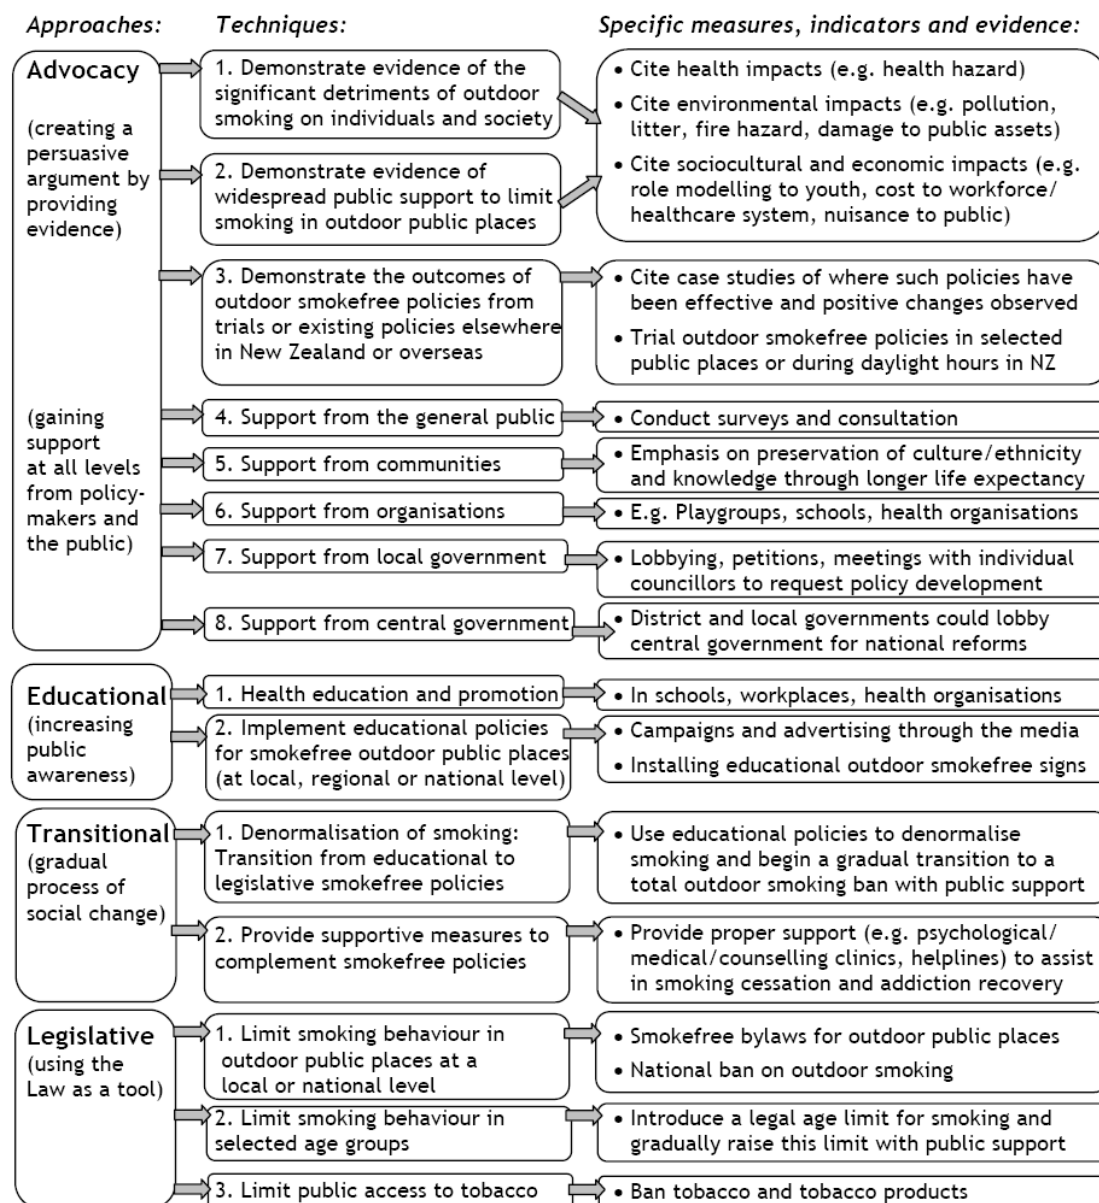 Approaches: Techniques: Specific measures, indicators and evidence:
Advocacy
(creating a
persuasive
argument by
providing
evidence)
1. Demonstrate evidence of the
significant detriments of outdoor
smoking on individuals and society
2. Demonstrate evidence of
widespread public support to limit
smoking in outdoor public places
• Cite health impacts (e.g. health hazard)
• Cite environmental impacts (e.g. pollution,
litter, fire hazard, damage to public assets)
• Cite sociocultural and economic impacts (e.g.
role modelling to youth, cost to workforce/
healthcare system, nuisance to public)
3. Demonstrate the outcomes of
outdoor smokefree policies from
trials or existing policies elsewhere
in New Zealand or overseas
• Cite case studies of where such policies have
been effective and positive changes observed
• Trial outdoor smokefree policies in selected
public places or during daylight hours in NZ
(gaining
support
at all levels
from policy-
makers and
the public)
4. Support from the general public
• Conduct surveys and consultation
5. Support from communities
• Emphasis on preservation of culture/ethnicity
and knowledge through longer life expectancy
6. Support from organisations
• E.g. Playgroups, schools, health organisations
7. Support from local government
• Lobbying, petitions, meetings with individual
councillors to request policy development
8. Support from central government
• District and local governments could lobby
central government for national reforms
Educational
(increasing
public
awareness)
1. Health education and promotion
• In schools, workplaces, health organisations
2. Implement educational policies
for smokefree outdoor public places
(at local, regional or national level)
• Campaigns and advertising through the media
• Installing educational outdoor smokefree signs
Transitional
(gradual
process of
social change)
1. Denormalisation of smoking:
Transition from educational to
legislative smokefree policies
• Use educational policies to denormalise
smoking and begin a gradual transition to a
total outdoor smoking ban with public support
2. Provide supportive measures to
complement smokefree policies
• Provide proper support (e.g. psychological/
medical/counselling clinics, helplines) to assist
in smoking cessation and addiction recovery
Legislative
(using the
Law as a tool)
1. Limit smoking behaviour in
outdoor public places at a
local or national level
• Smokefree bylaws for outdoor public places
• National ban on outdoor smoking
2. Limit smoking behaviour in
selected age groups
• Introduce a legal age limit for smoking and
gradually raise this limit with public support
3. Limit public access to tobacco
• Ban tobacco and tobacco products